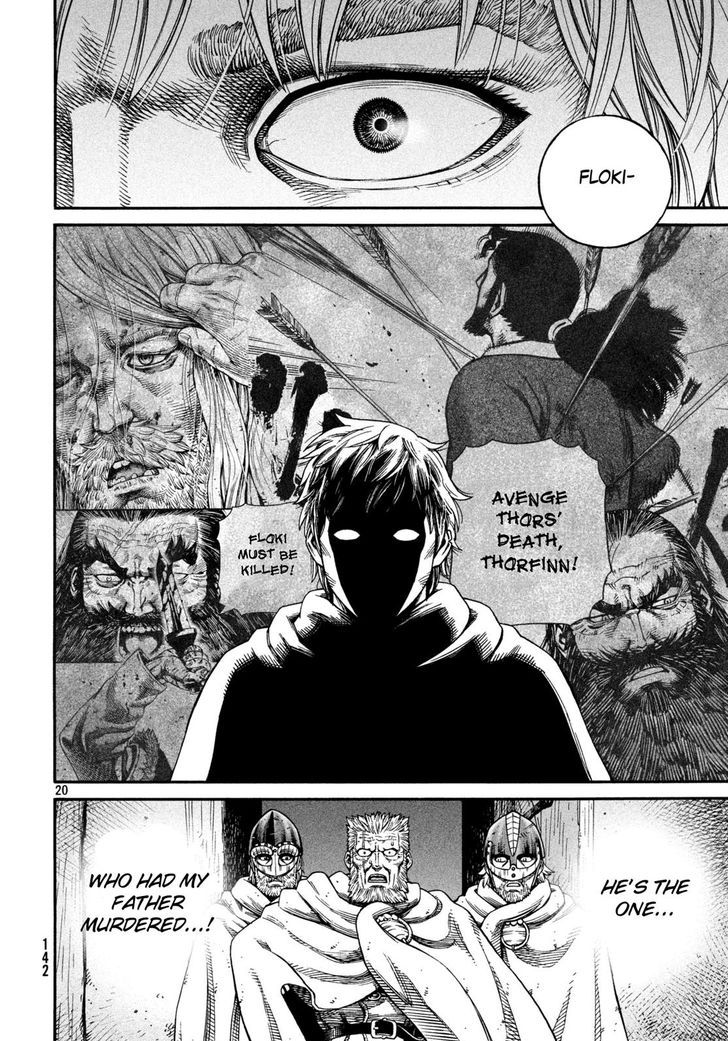 FLOKI-
AVENGE
THORS'
DEATH,
THORFINN!
FLOKI
MUST BE
KILLED!
20
HE'S THE
ONE...
WHO HAD MY
FATHER
MURDERED...!
142